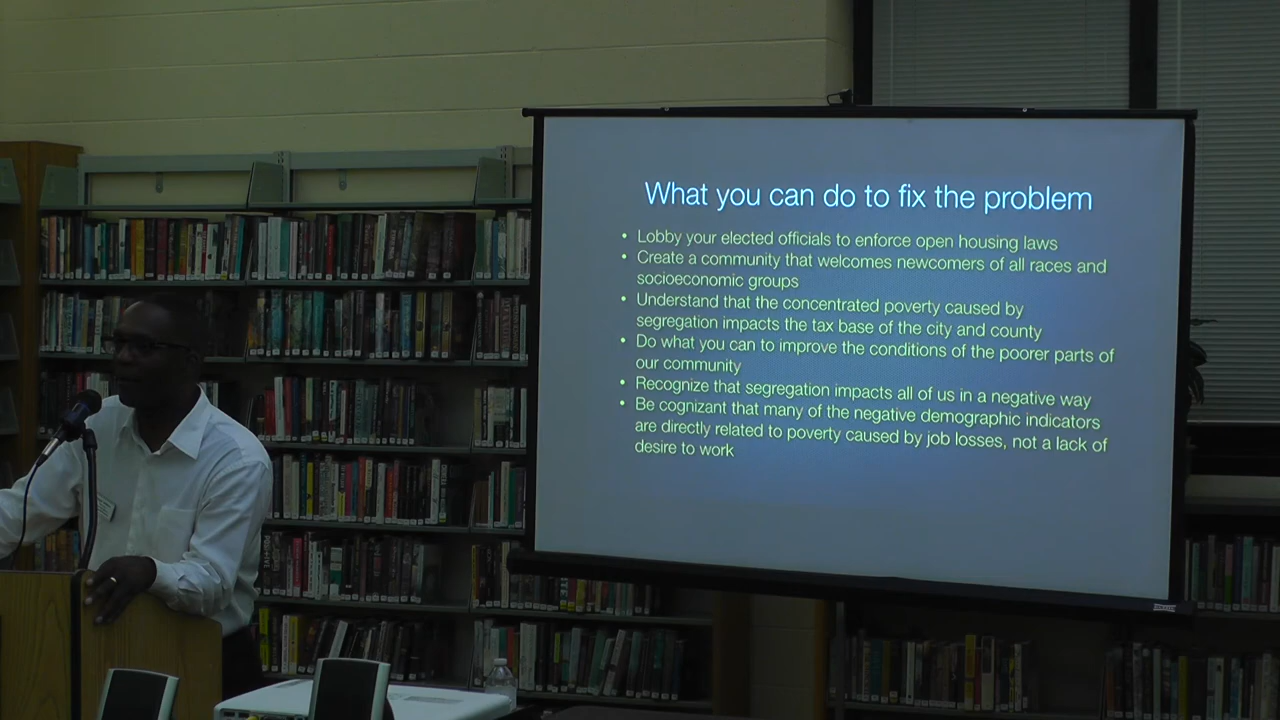 What you can do to fix the problem
• Lobby your elected officials to enforce open housing laws
• Create a community that welcomes newcomers of all races and
socioeconomic groups
• Understand that the concentrated poverty caused by
segregation impacts the tax base of the city and county
• Do what you can to improve the conditions of the poorer parts of
our community
• Recognize that segregation impacts all of us in a negative way
• Be cognizant that many of the negative demographic indicators
are directly related to poverty caused by job losses, not a lack of
desire to work